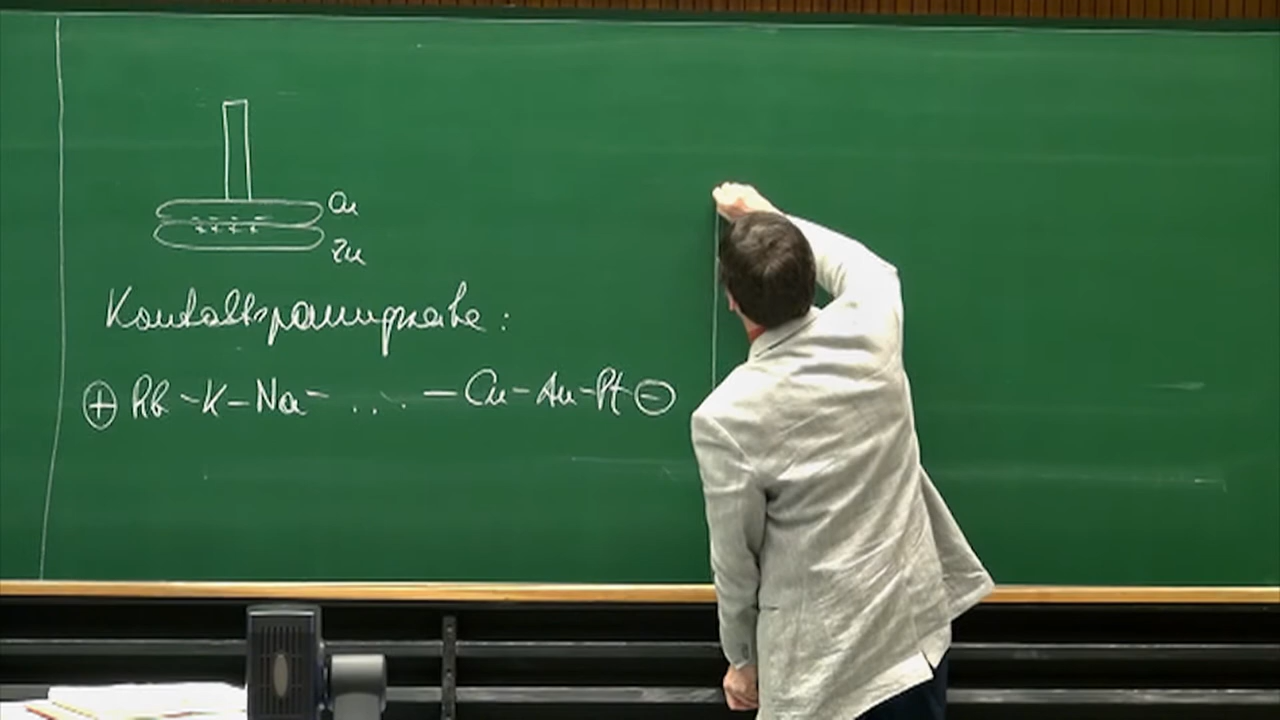 Cu
- - - -
+ + + +
Zn
Kontaktspannungsreihe:
⊕ Rb - K - Na - ... - Cu - Au - Pt ⊖